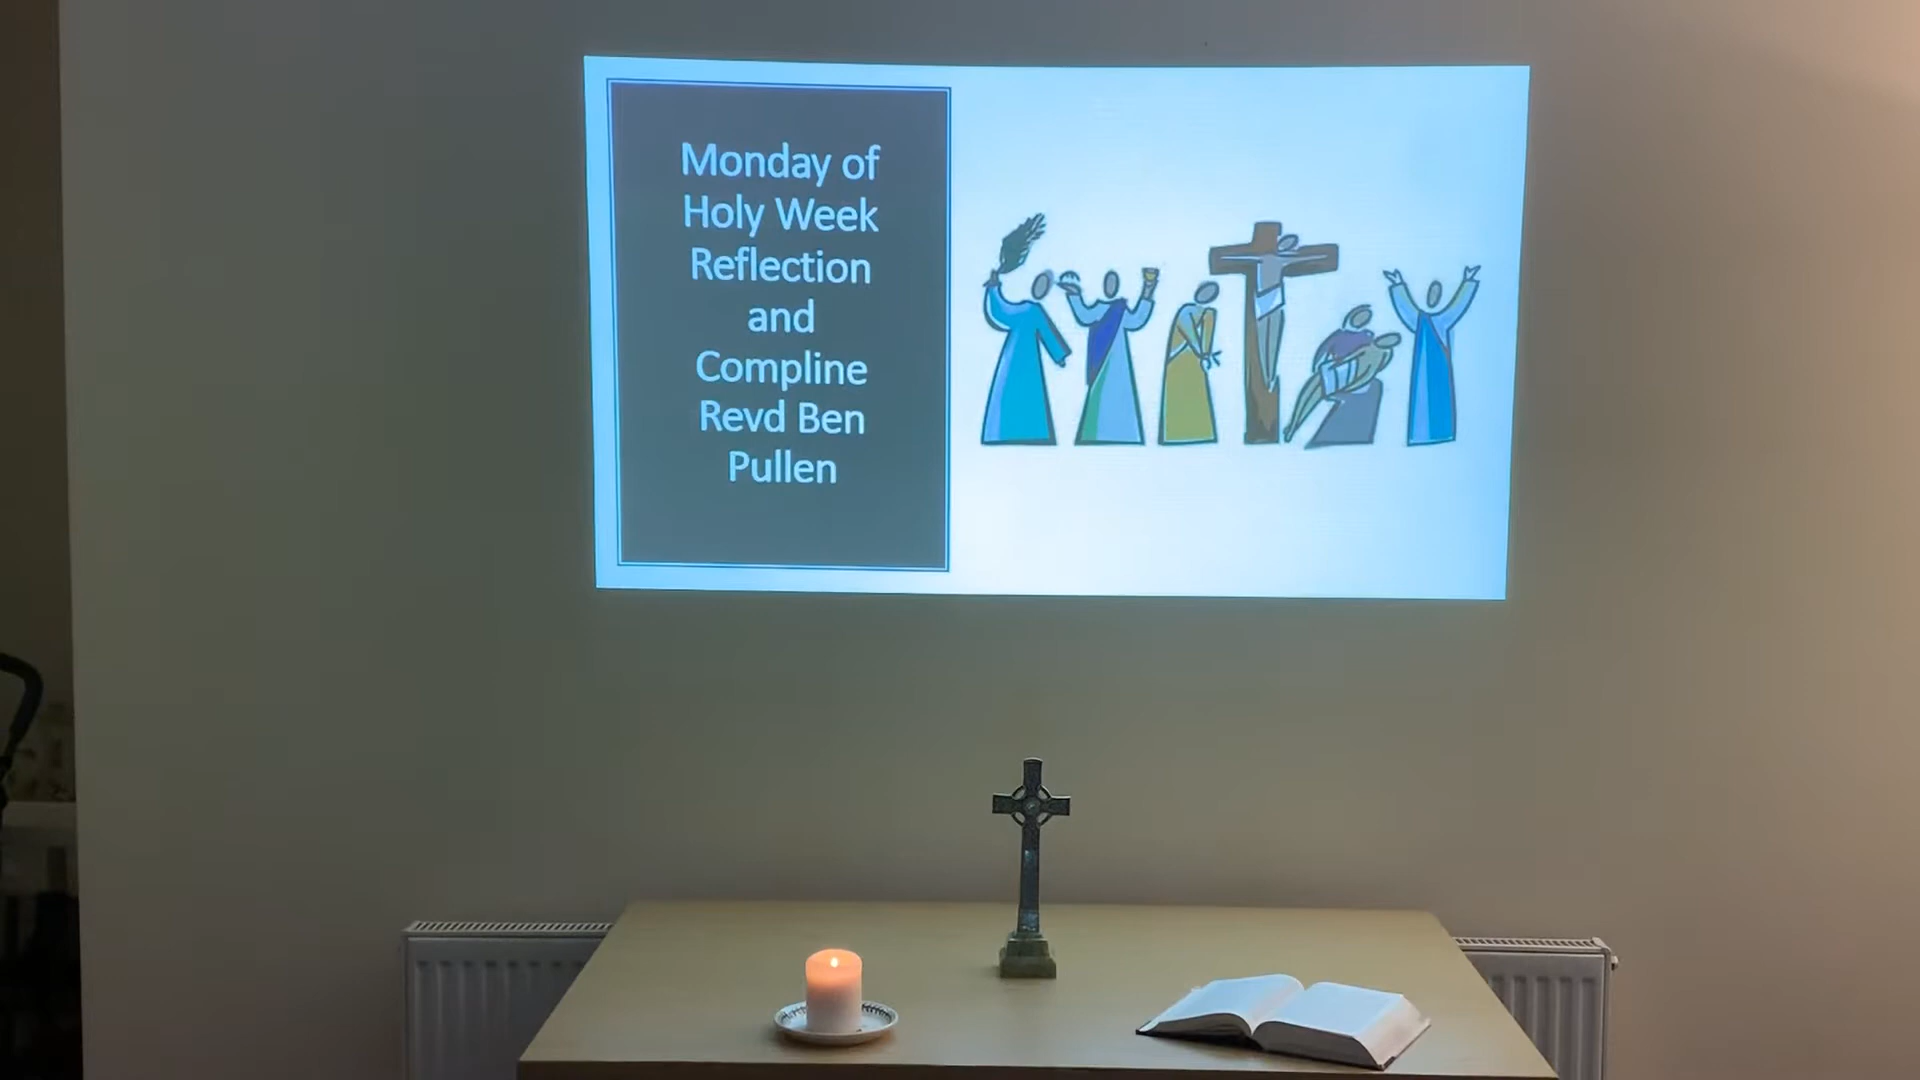 Monday of
Holy Week
Reflection
and
Compline
Revd Ben
Pullen